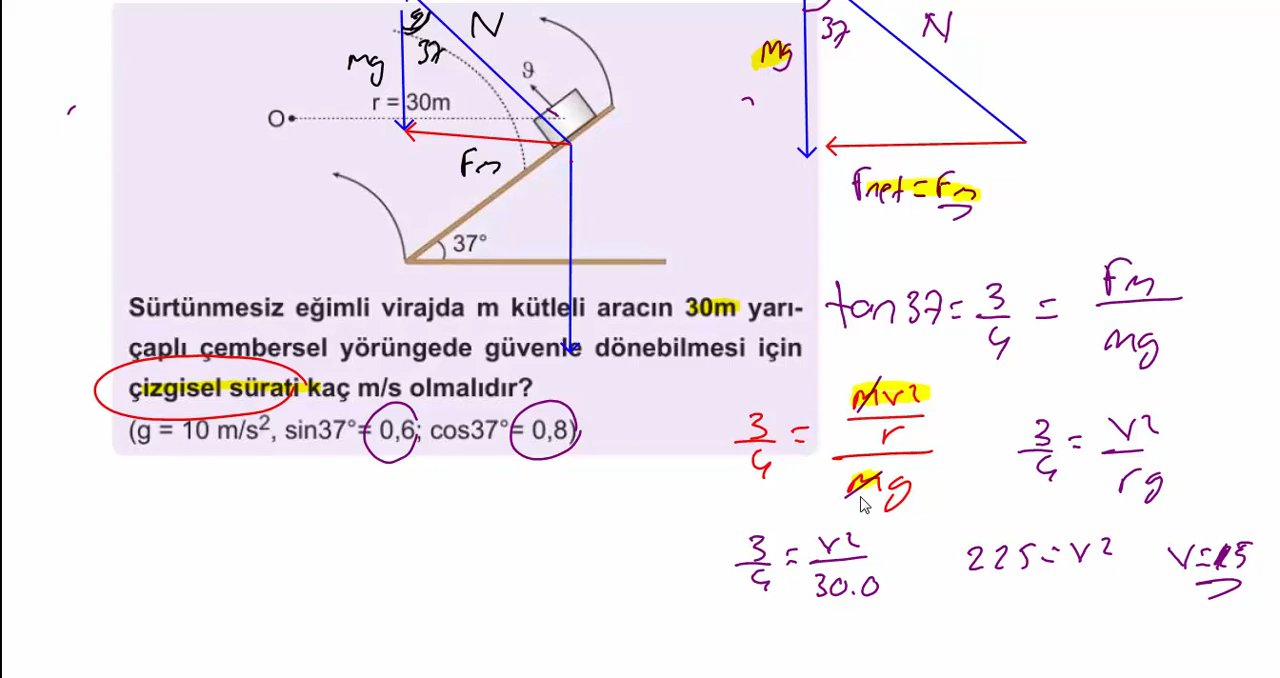 37
N
mg
ϑ
r = 30m
O
Fm
37°
Sürtünmesiz eğimli virajda m kütleli aracın 30m yarı-
çaplı çembersel yörüngede güvenle dönebilmesi için
çizgisel sürati kaç m/s olmalıdır?
(g = 10 m/s², sin37°= 0,6; cos37°= 0,8)
37
N
mg
Fnet = Fm
tan37 = 3/4 = Fm/mg
3/4 = mv²/r/mg
3/4 = v²/rg
3/4 = v²/30.0
225 = v²
v = 15